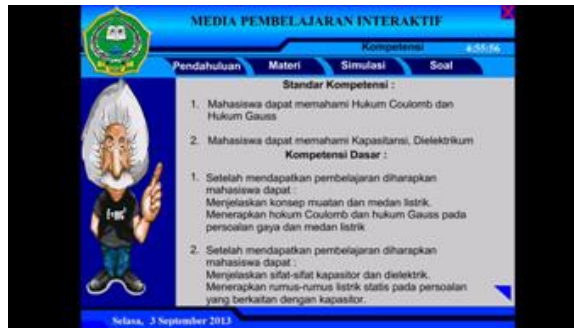 MEDIA PEMBELAJARAN INTERAKTIF
Kompetensi 4:55:56
Pendahuluan Materi Simulasi Soal
Standar Kompetensi :
1. Mahasiswa dapat memahami Hukum Coulomb dan
Hukum Gauss
2. Mahasiswa dapat memahami Kapasitansi, Dielektrikum
Kompetensi Dasar :
1. Setelah mendapatkan pembelajaran diharapkan
mahasiswa dapat :
Menjelaskan konsep muatan dan medan listrik.
Menerapkan hokum Coulomb dan hukum Gauss pada
persoalan gaya dan medan listrik
2. Setelah mendapatkan pembelajaran diharapkan
mahasiswa dapat :
Menjelaskan sifat-sifat kapasitor dan dielektrik.
Menerapkan rumus-rumus listrik statis pada persoalan
yang berkaitan dengan kapasitor.
Selasa, 3 September 2013